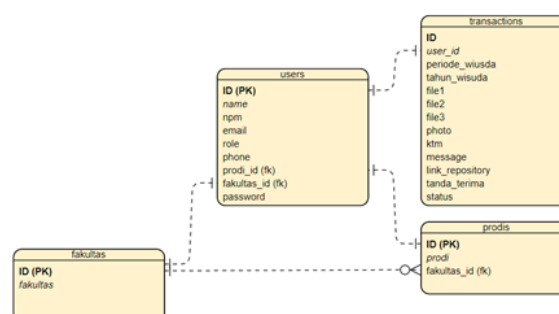 transactions
ID
user_id
periode_wiusda
tahun_wisuda
file1
file2
file3
photo
ktm
message
link_repository
tanda_terima
status
users
ID (PK)
name
npm
email
role
phone
prodi_id (fk)
fakultas_id (fk)
password
prodis
ID (PK)
prodi
fakultas_id (fk)
fakultas
ID (PK)
fakultas